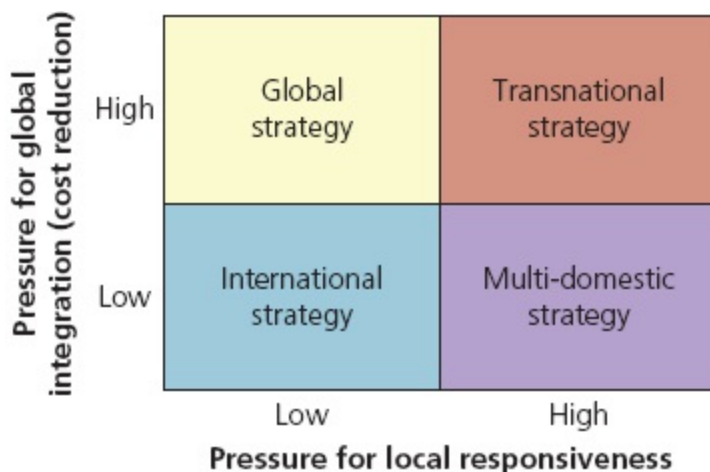 Pressure for global
integration (cost reduction)
High
Global
strategy
Transnational
strategy
Low
International
strategy
Multi-domestic
strategy
Low
High
Pressure for local responsiveness